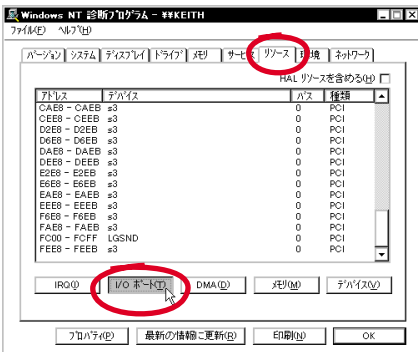 Windows NT 診断ﾌﾟﾛｸﾞﾗﾑ - ¥¥KEITH
ﾌｧｲﾙ(F) ﾍﾙﾌﾟ(H)
ﾊﾞｰｼﾞｮﾝ ｼｽﾃﾑ ﾃﾞｨｽﾌﾟﾚｲ ﾄﾞﾗｲﾌﾞ ﾒﾓﾘ ｻｰﾋﾞｽ ﾘｿｰｽ 環境 ﾈｯﾄﾜｰｸ
HAL ﾘｿｰｽを含める(H)
ｱﾄﾞﾚｽ ﾃﾞﾊﾞｲｽ ﾊﾞｽ 種類
CAE8 - CAEB s3 0 PCI
CEE8 - CEEB s3 0 PCI
D2E8 - D2EB s3 0 PCI
D6E8 - D6EB s3 0 PCI
DAE8 - DAEB s3 0 PCI
DEE8 - DEEB s3 0 PCI
E2E8 - E2EB s3 0 PCI
E6E8 - E6EB s3 0 PCI
EAE8 - EAEB s3 0 PCI
EEE8 - EEEB s3 0 PCI
F6E8 - F6EB s3 0 PCI
FAE8 - FAEB s3 0 PCI
FC00 - FCFF LGSND 0 PCI
FEE8 - FEEB s3 0 PCI
IRQ(I) I/O ﾎﾟｰﾄ(T) DMA(D) ﾒﾓﾘ(M) ﾃﾞﾊﾞｲｽ(V)
ﾌﾟﾛﾊﾟﾃｨ(P) 最新の情報に更新(R) 印刷(N) OK